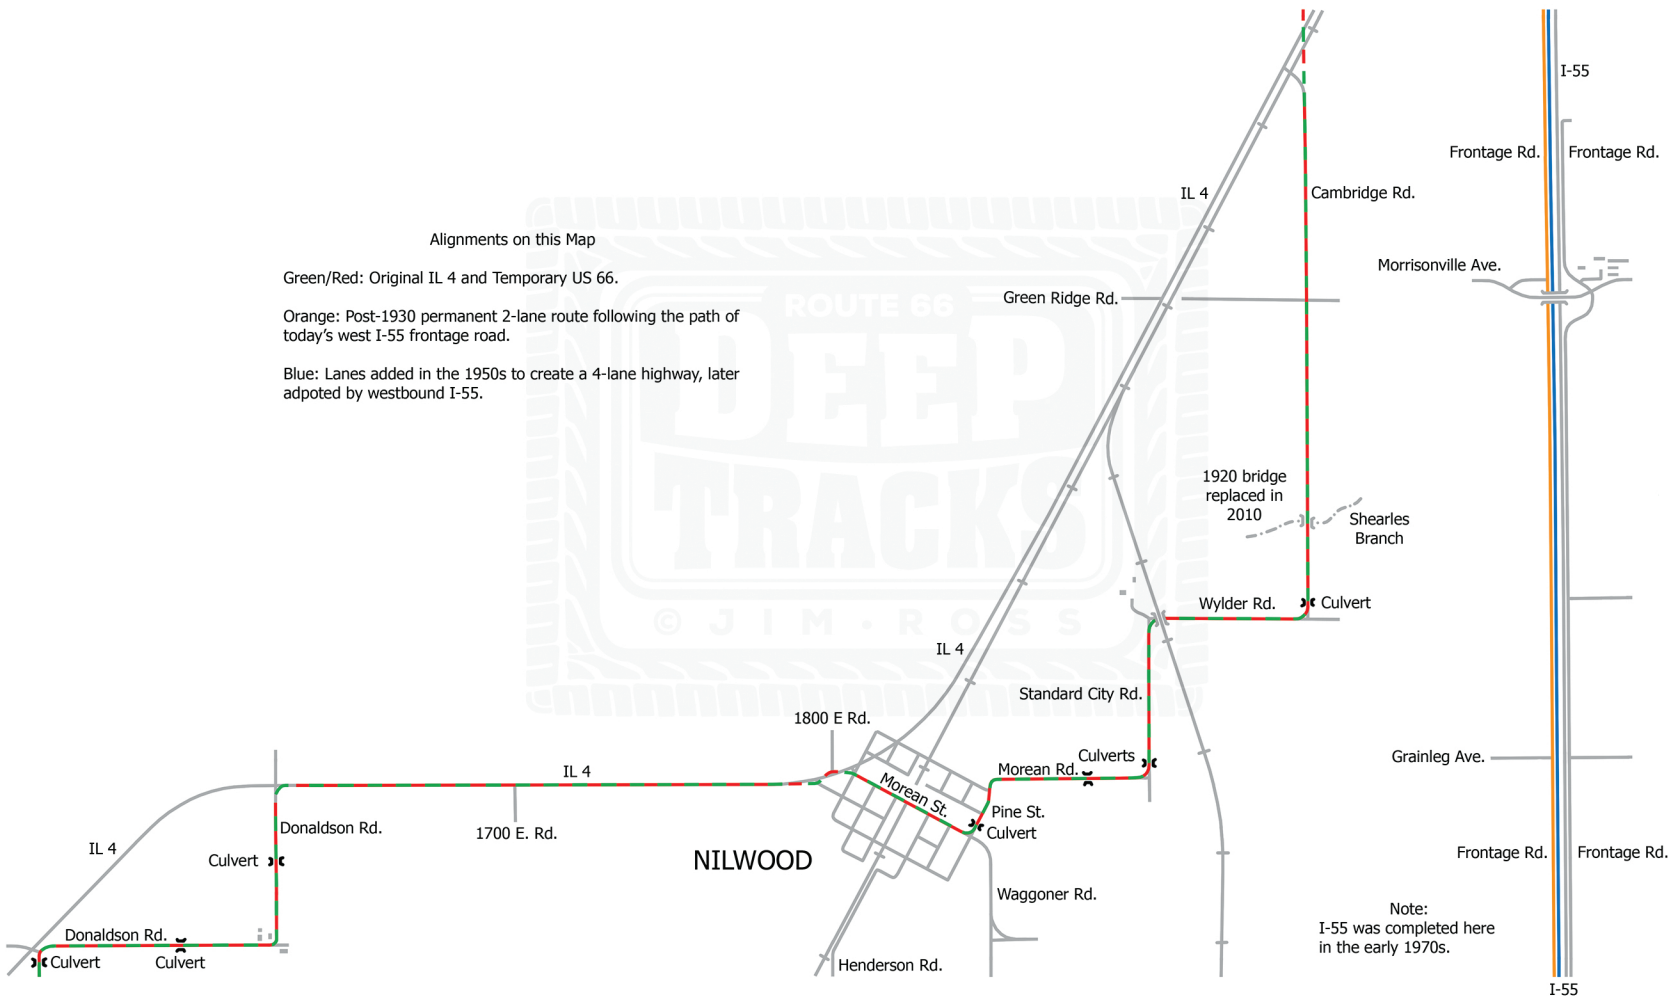 I-55
Frontage Rd.
Frontage Rd.
IL 4
Cambridge Rd.
Alignments on this Map
Green/Red: Original IL 4 and Temporary US 66.
Orange: Post-1930 permanent 2-lane route following the path of
today’s west I-55 frontage road.
Blue: Lanes added in the 1950s to create a 4-lane highway, later
adpoted by westbound I-55.
Morrisonville Ave.
Green Ridge Rd.
ROUTE 66
DEEP
TRACKS
© JIM·ROSS
1920 bridge
replaced in
2010
Shearles
Branch
Wylder Rd.
Culvert
IL 4
Standard City Rd.
1800 E Rd.
Culverts
Grainleg Ave.
Morean Rd.
IL 4
Morean St.
Pine St.
Culvert
Donaldson Rd.
1700 E. Rd.
IL 4
Culvert
NILWOOD
Frontage Rd.
Frontage Rd.
Waggoner Rd.
Note:
I-55 was completed here
in the early 1970s.
Donaldson Rd.
Culvert
Culvert
Henderson Rd.
I-55